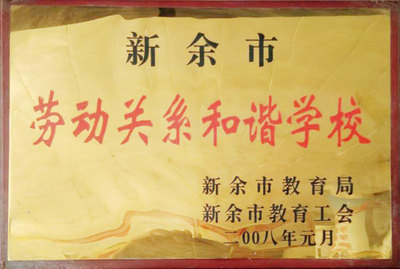 新余市
劳动关系和谐学校
新余市教育局
新余市教育工会
二00八年元月